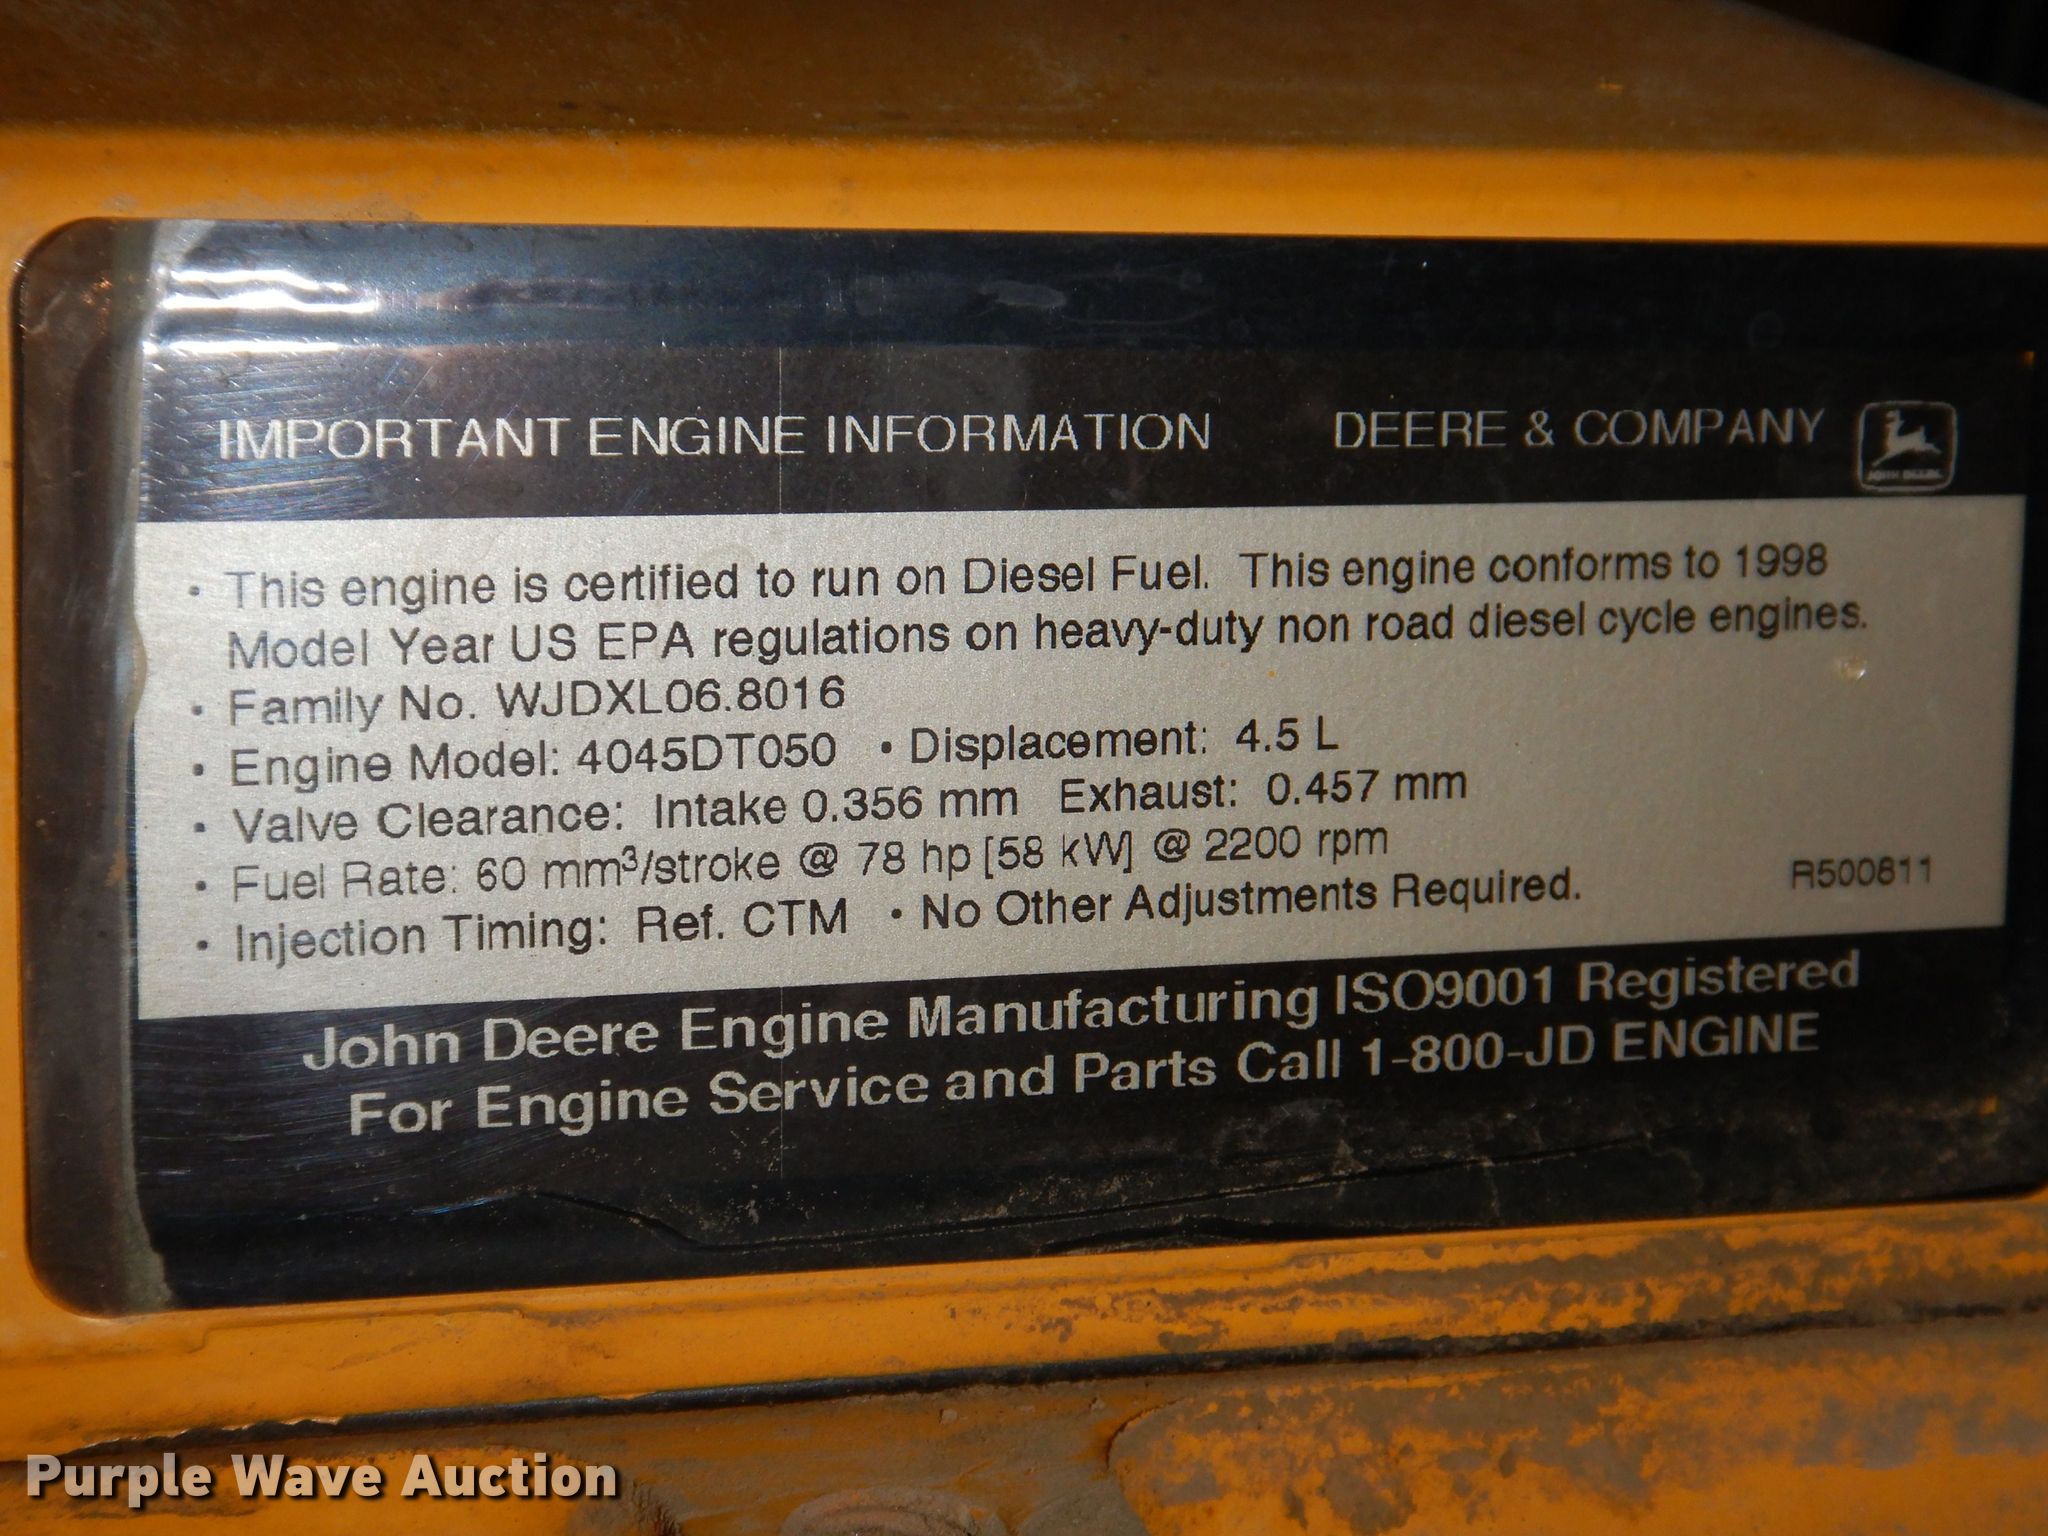 IMPORTANT ENGINE INFORMATION DEERE & COMPANY
JOHN DEERE
• This engine is certified to run on Diesel Fuel. This engine conforms to 1998
Model Year US EPA regulations on heavy-duty non road diesel cycle engines.
• Family No. WJDXL06.8016
• Engine Model: 4045DT050 • Displacement: 4.5 L
• Valve Clearance: Intake 0.356 mm Exhaust: 0.457 mm
• Fuel Rate: 60 mm³/stroke @ 78 hp [58 kW] @ 2200 rpm
• Injection Timing: Ref. CTM • No Other Adjustments Required. R500811
John Deere Engine Manufacturing ISO9001 Registered
For Engine Service and Parts Call 1-800-JD ENGINE
Purple Wave Auction